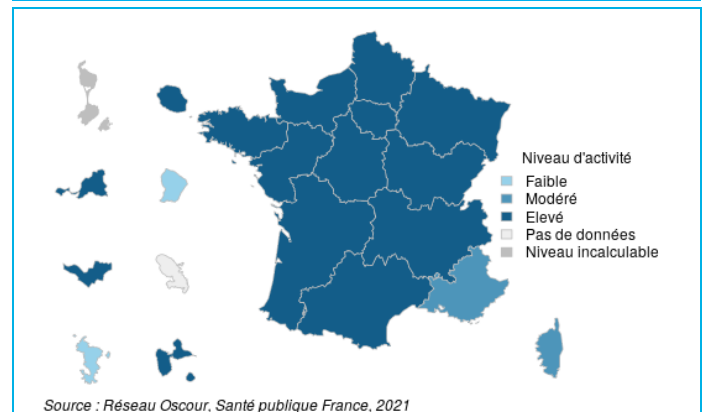 Niveau d'activité
Faible
Modéré
Elevé
Pas de données
Niveau incalculable
Source : Réseau Oscour, Santé publique France, 2021